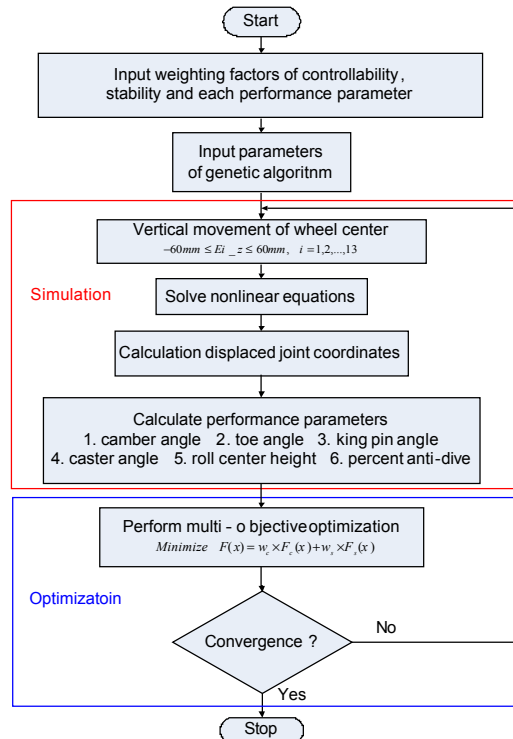 Start
Input weighting factors of controllability,
stability and each performance parameter
Input parameters
of genetic algoritnm
Vertical movement of wheel center
−60mm ≤ Ei _ z ≤ 60mm, i =1,2,...,13
Simulation
Solve nonlinear equations
Calculation displaced joint coordinates
Calculate performance parameters
1. camber angle 2. toe angle 3. king pin angle
4. caster angle 5. roll center height 6. percent anti-dive
Perform multi - o bjective optimization
Minimize F(x) = w_c × F_c(x) + w_s × F_s(x)
Optimizatoin
Convergence ?
No
Yes
Stop